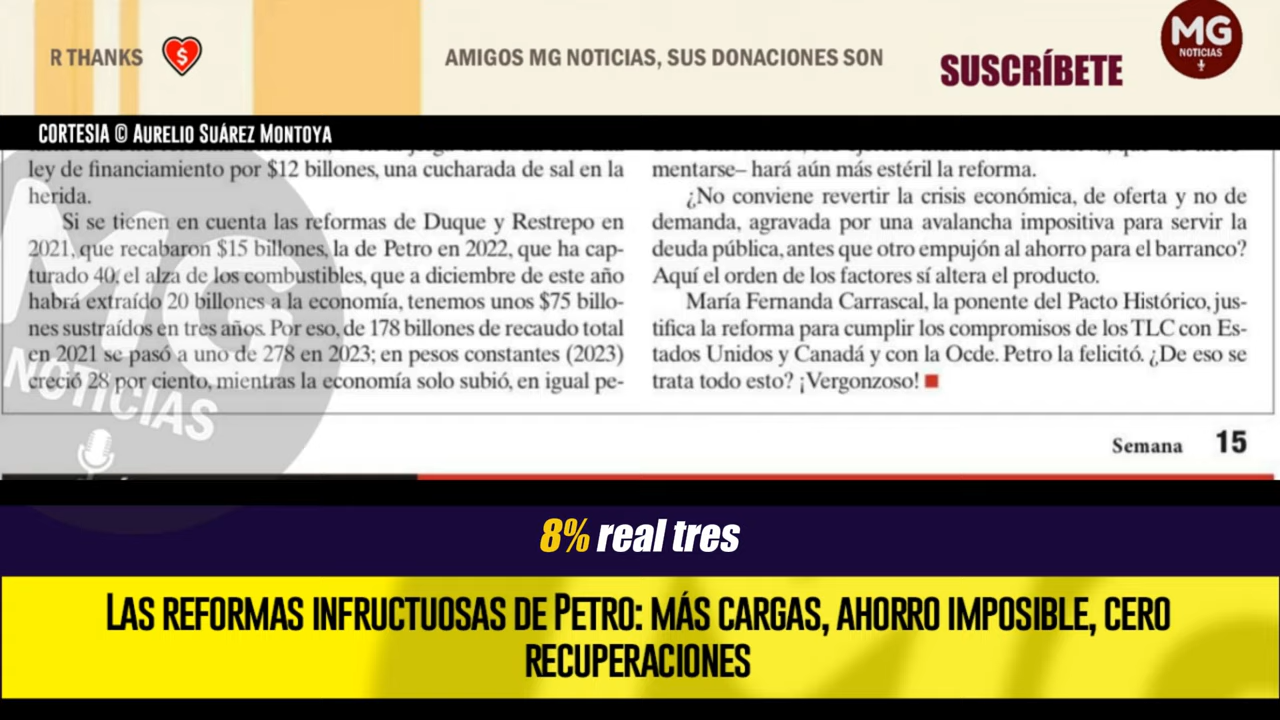 R THANKS
AMIGOS MG NOTICIAS, SUS DONACIONES SON
SUSCRÍBETE
MG
NOTICIAS
CORTESIA © AURELIO SUÁREZ MONTOYA
ley de financiamiento por $12 billones, una cucharada de sal en la
herida.
Si se tienen en cuenta las reformas de Duque y Restrepo en
2021, que recabaron $15 billones, la de Petro en 2022, que ha cap-
turado 40, el alza de los combustibles, que a diciembre de este año
habrá extraído 20 billones a la economía, tenemos unos $75 billo-
nes sustraídos en tres años. Por eso, de 178 billones de recaudo total
en 2021 se pasó a uno de 278 en 2023; en pesos constantes (2023)
creció 28 por ciento, mientras la economía solo subió, en igual pe-
mentarse– hará aún más estéril la reforma.
¿No conviene revertir la crisis económica, de oferta y no de
demanda, agravada por una avalancha impositiva para servir la
deuda pública, antes que otro empujón al ahorro para el barranco?
Aquí el orden de los factores sí altera el producto.
María Fernanda Carrascal, la ponente del Pacto Histórico, jus-
tifica la reforma para cumplir los compromisos de los TLC con Es-
tados Unidos y Canadá y con la Ocde. Petro la felicitó. ¿De eso se
trata todo esto? ¡Vergonzoso!
Semana 15
MG
NOTICIAS
8% real tres
LAS REFORMAS INFRUCTUOSAS DE PETRO: MÁS CARGAS, AHORRO IMPOSIBLE, CERO
RECUPERACIONES